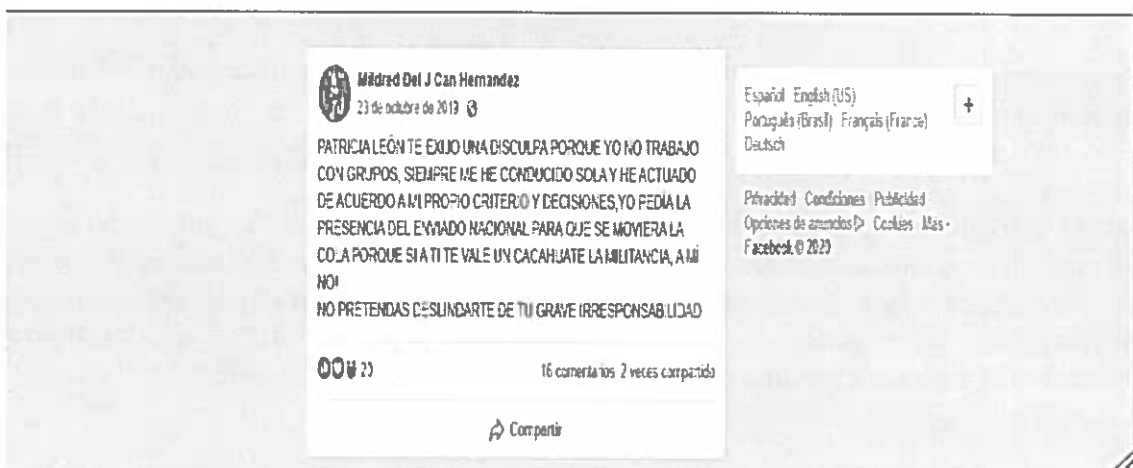 Mildred Del J Can Hernandez
23 de octubre de 2019
PATRICIA LEÓN TE EXIJO UNA DISCULPA PORQUE YO NO TRABAJO
CON GRUPOS, SIEMPRE ME HE CONDUCIDO SOLA Y HE ACTUADO
DE ACUERDO A MI PROPIO CRITERIO Y DECISIONES, YO PEDÍA LA
PRESENCIA DEL ENVIADO NACIONAL PARA QUE SE MOVIERA LA
COLA PORQUE SI A TI TE VALE UN CACAHUATE LA MILITANCIA, A MÍ
NO!
NO PRETENDAS DESLINDARTE DE TU GRAVE IRRESPONSABILIDAD
20
16 comentarios 2 veces compartido
Compartir
Español English (US)
Português (Brasil) Français (France)
Deutsch
+
Privacidad Condiciones Publicidad
Opciones de anuncios Cookies Más
Facebook © 2020